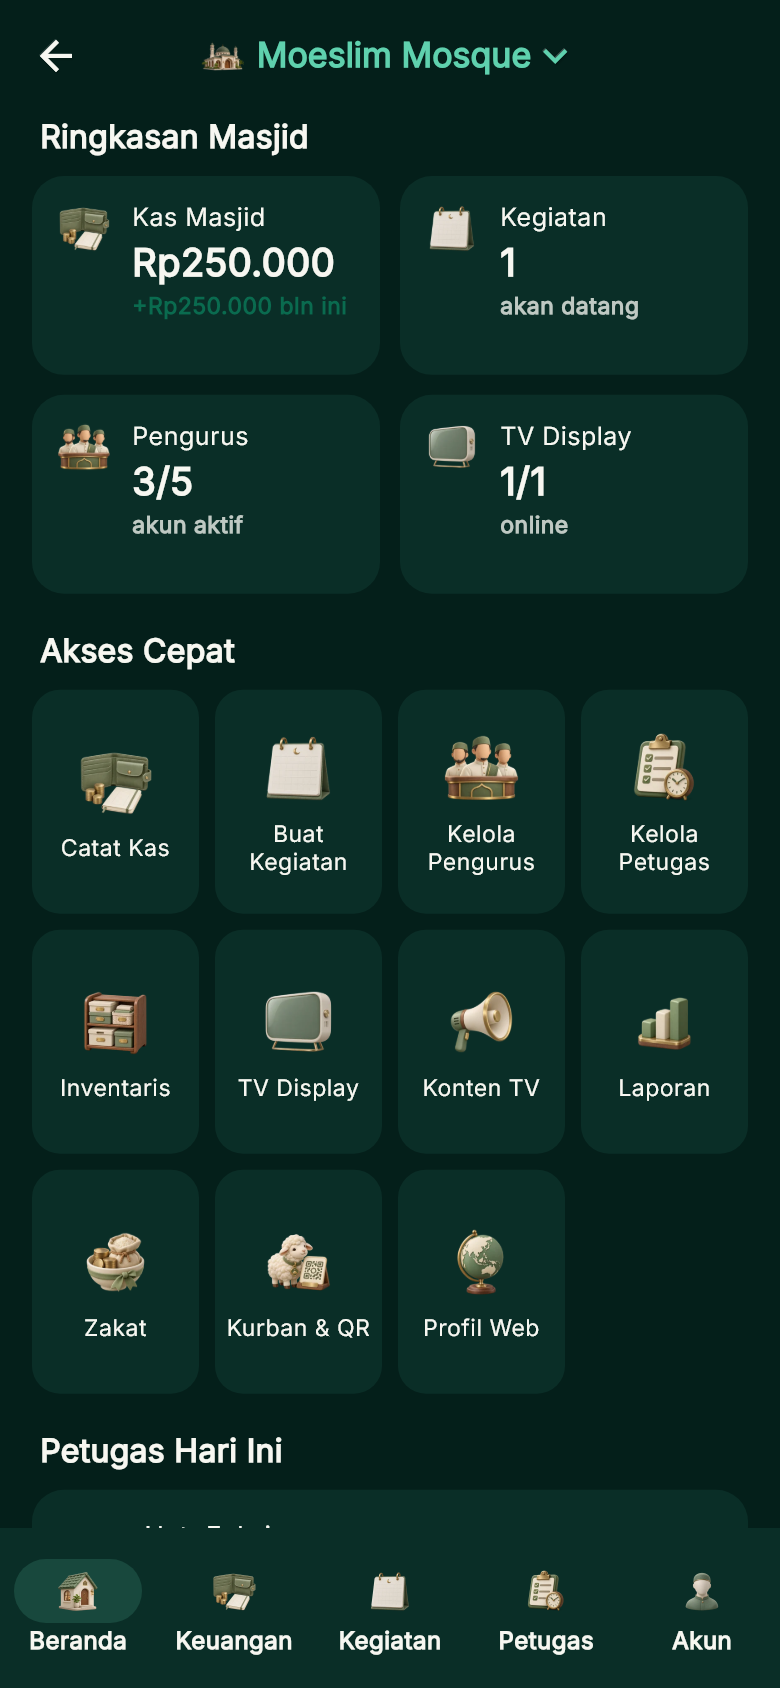 Moeslim Mosque
Ringkasan Masjid
Kas Masjid
Rp250.000
+Rp250.000 bln ini
Kegiatan
1
akan datang
Pengurus
3/5
akun aktif
TV Display
1/1
online
Akses Cepat
Catat Kas
Buat
Kegiatan
Kelola
Pengurus
Kelola
Petugas
Inventaris
TV Display
Konten TV
Laporan
Zakat
Kurban & QR
Profil Web
Petugas Hari Ini
Beranda
Keuangan
Kegiatan
Petugas
Akun